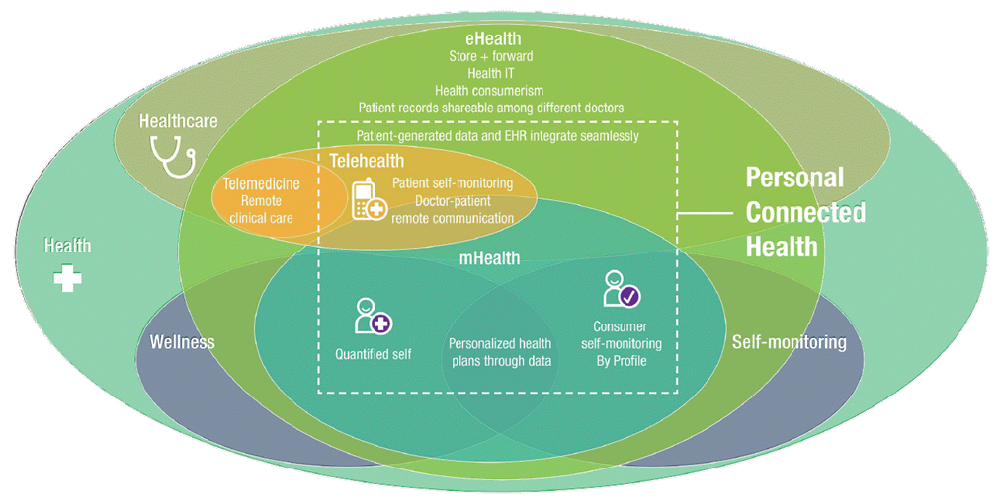 eHealth
Store + forward
Health IT
Health consumerism
Patient records shareable among different doctors
Healthcare
Patient-generated data and EHR integrate seamlessly
Telehealth
Telemedicine
Remote
clinical care
Patient self-monitoring
Doctor-patient
remote communication
Personal
Connected
Health
Health
mHealth
Wellness
Quantified self
Personalized health
plans through data
Consumer
self-monitoring
By Profile
Self-monitoring